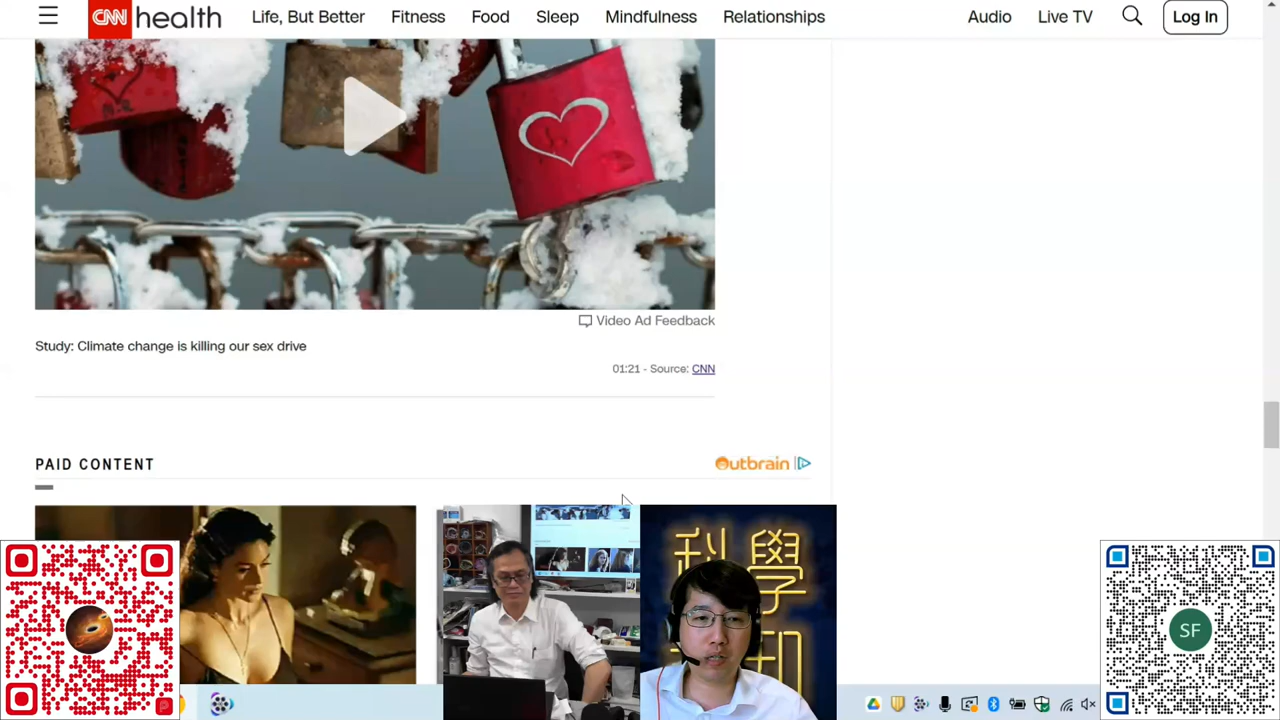 CNN health
Life, But Better
Fitness
Food
Sleep
Mindfulness
Relationships
Audio
Live TV
Log In
Video Ad Feedback
Study: Climate change is killing our sex drive
01:21 - Source: CNN
PAID CONTENT
Outbrain
科學
刊
SF